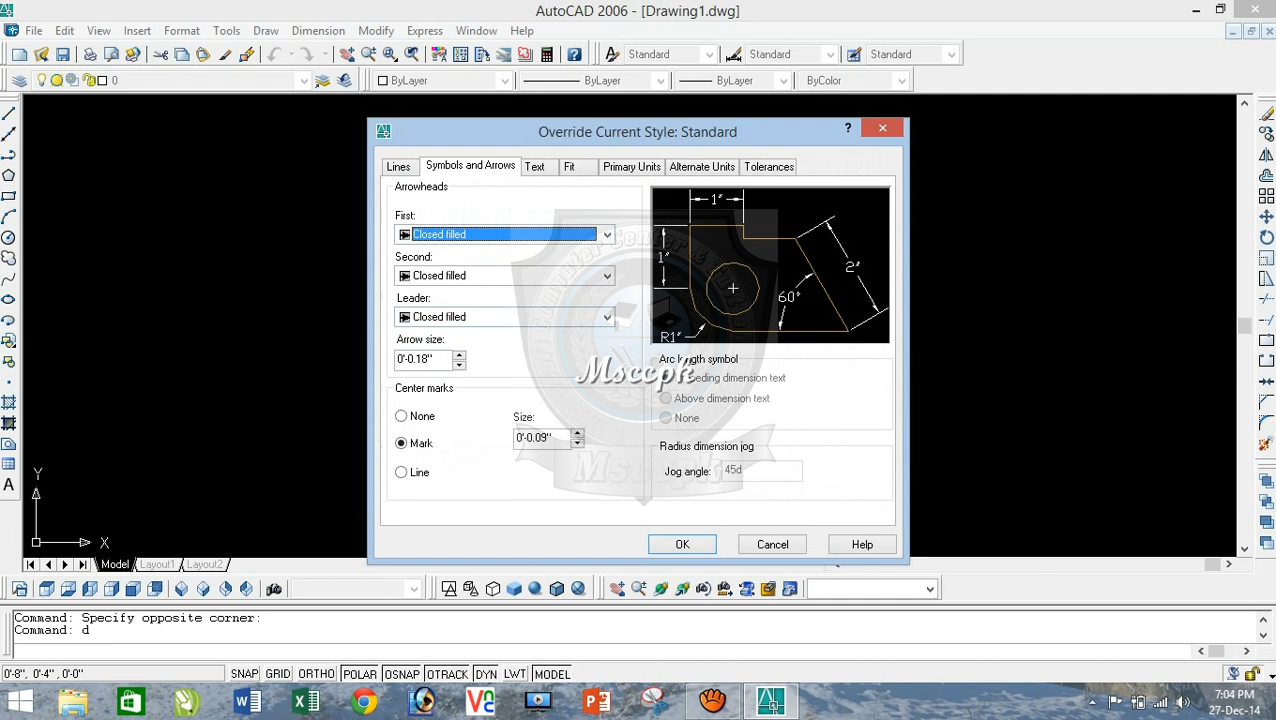 AutoCAD 2006 - [Drawing1.dwg]
File Edit View Insert Format Tools Draw Dimension Modify Express Window Help
Standard Standard Standard
0 ByLayer ByLayer ByLayer ByColor
Override Current Style: Standard
?
Lines Symbols and Arrows Text Fit Primary Units Alternate Units Tolerances
Arrowheads
First:
Closed filled
Second:
Closed filled
Leader:
Closed filled
Arrow size:
0'-0.18"
Center marks
None
Mark
Line
Size:
0'-0.09"
1"
1"
2"
60°
R1"
Arc length symbol
dimension text
Above dimension text
None
Radius dimension jog
Jog angle: 45d
Msccpk
Msccpk
OK Cancel Help
Y
X
A
Model Layout1 Layout2
Command: Specify opposite corner:
Command: d
0'-8", 0'-4", 0'-0" SNAP GRID ORTHO POLAR OSNAP OTRACK DYN LWT MODEL
7:04 PM
27-Dec-14